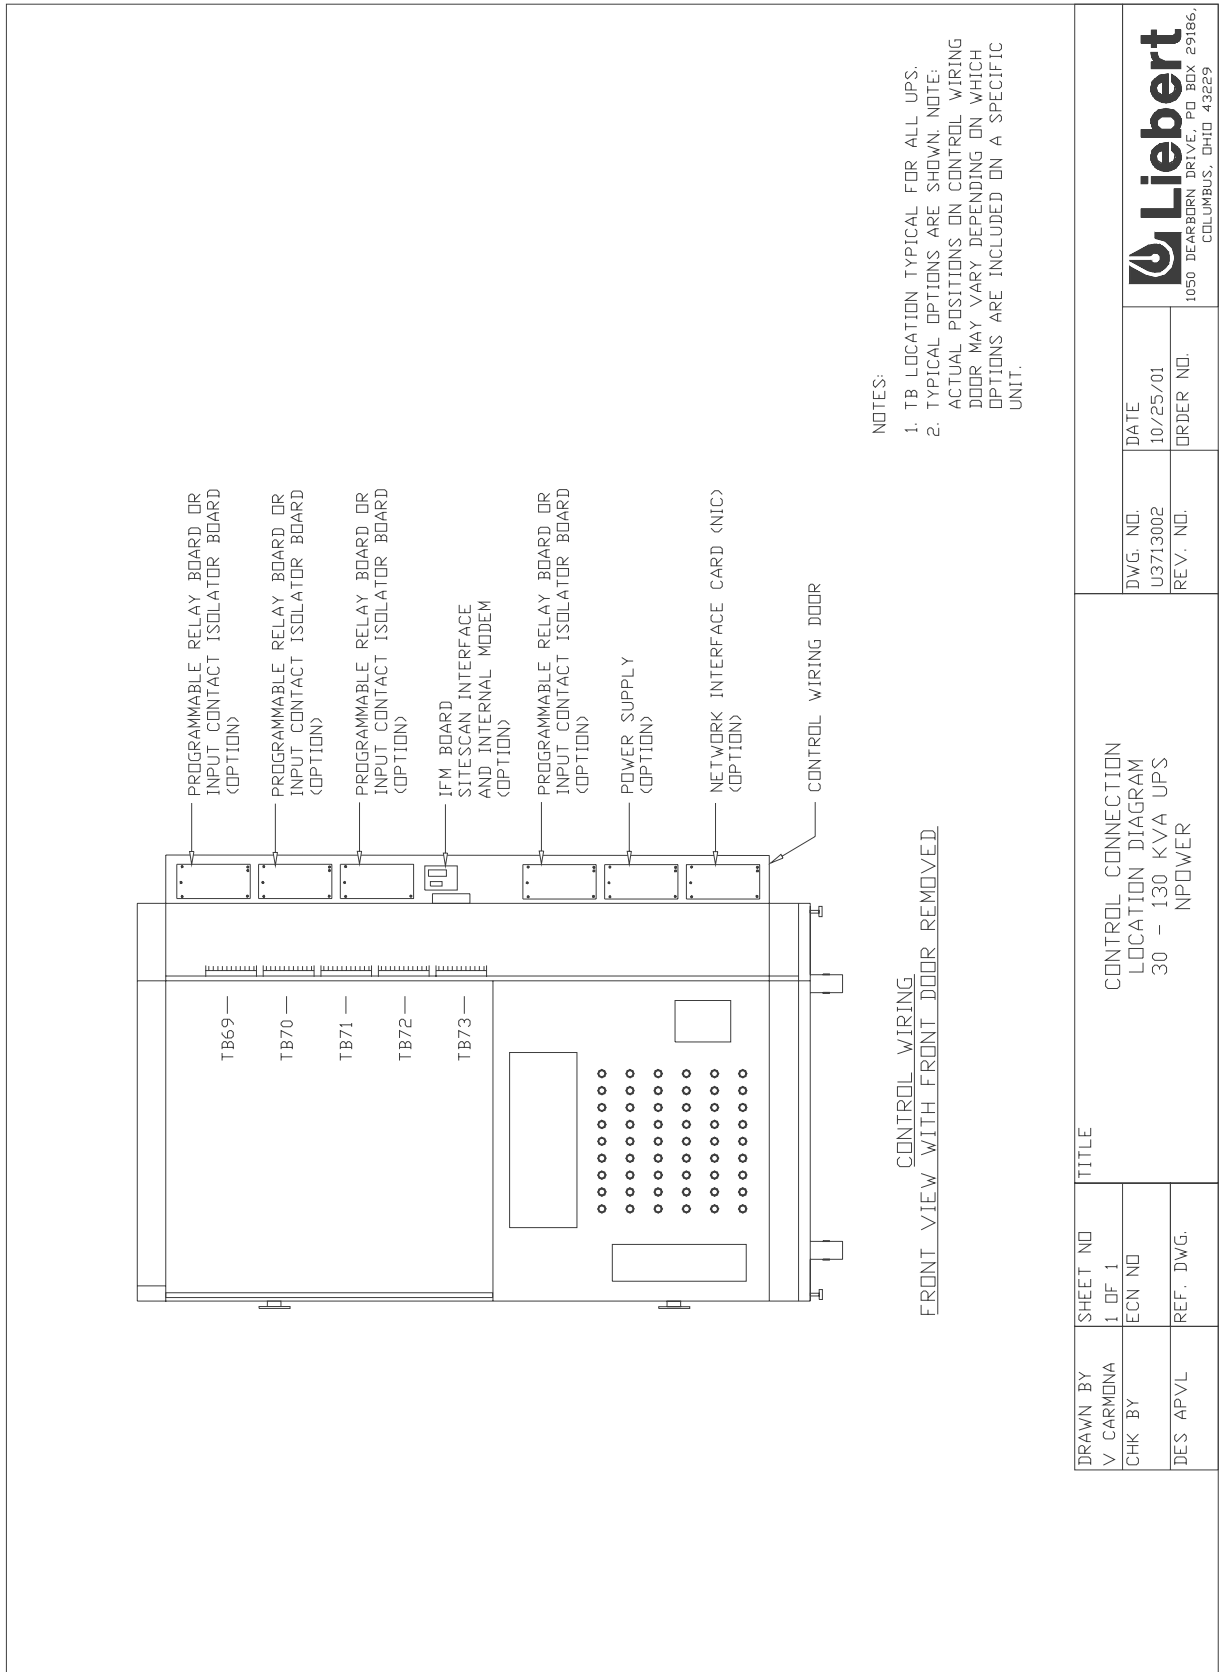 PROGRAMMABLE RELAY BOARD OR
INPUT CONTACT ISOLATOR BOARD
(OPTION)
PROGRAMMABLE RELAY BOARD OR
INPUT CONTACT ISOLATOR BOARD
(OPTION)
PROGRAMMABLE RELAY BOARD OR
INPUT CONTACT ISOLATOR BOARD
(OPTION)
IFM BOARD
SITESCAN INTERFACE
AND INTERNAL MODEM
(OPTION)
PROGRAMMABLE RELAY BOARD OR
INPUT CONTACT ISOLATOR BOARD
(OPTION)
POWER SUPPLY
(OPTION)
NETWORK INTERFACE CARD (NIC)
(OPTION)
CONTROL WIRING DOOR
TB69
TB70
TB71
TB72
TB73
CONTROL WIRING
FRONT VIEW WITH FRONT DOOR REMOVED
NOTES:
1. TB LOCATION TYPICAL FOR ALL UPS.
2. TYPICAL OPTIONS ARE SHOWN. NOTE:
ACTUAL POSITIONS ON CONTROL WIRING
DOOR MAY VARY DEPENDING ON WHICH
OPTIONS ARE INCLUDED ON A SPECIFIC
UNIT.
DRAWN BY
V CARMONA
CHK BY
DES APVL
SHEET NO
1 OF 1
ECN NO
REF. DWG.
TITLE
CONTROL CONNECTION
LOCATION DIAGRAM
30 - 130 KVA UPS
NPOWER
DWG. NO.
U3713002
REV. NO.
DATE
10/25/01
ORDER NO.
Liebert
1050 DEARBORN DRIVE, PO BOX 29186,
COLUMBUS, OHIO 43229